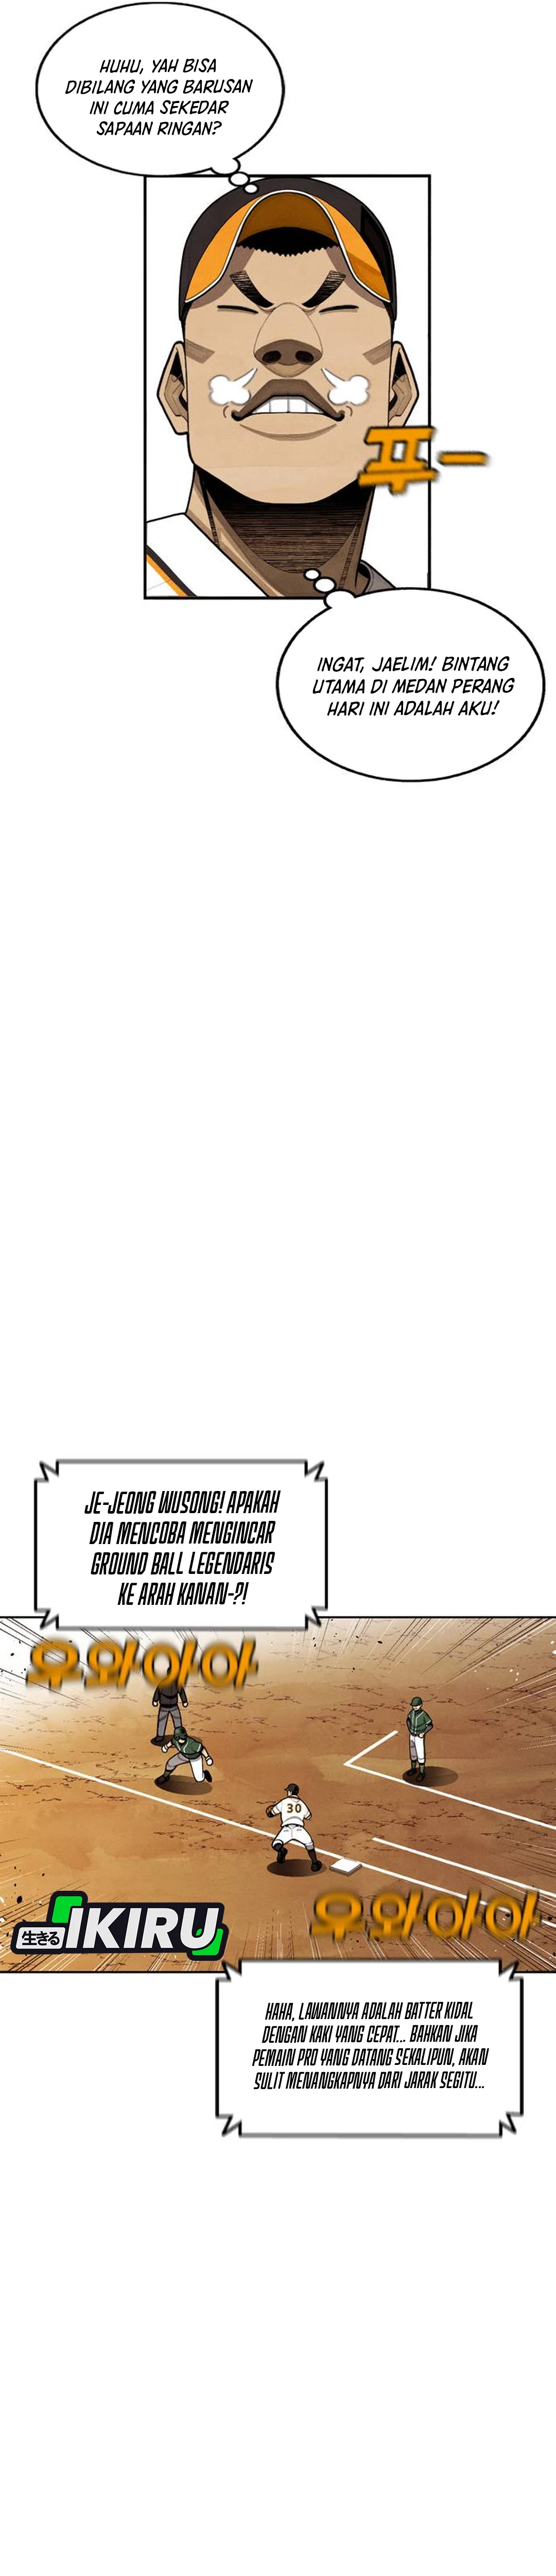 HUHU, YAH BISA
DIBILANG YANG BARUSAN
INI CUMA SEKEDAR
SAPAAN RINGAN?
푸ー
INGAT, JAELIM! BINTANG
UTAMA DI MEDAN PERANG
HARI INI ADALAH AKU!
JE-JEONG WUSONG! APAKAH
DIA MENCOBA MENGINCAR
GROUND BALL LEGENDARIS
KE ARAH KANAN-?!
우와아아
30
우와아아
生きる IKIRU
HAHA, LAWANNYA ADALAH BATTER KIDAL
DENGAN KAKI YANG CEPAT... BAHKAN JIKA
PEMAIN PRO YANG DATANG SEKALIPUN, AKAN
SULIT MENANGKAPNYA DARI JARAK SEGITU...